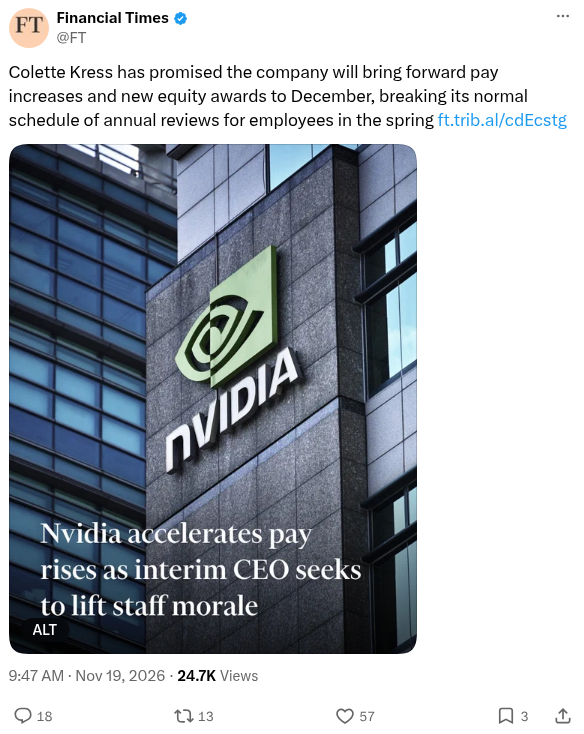 FT
Financial Times
@FT
Colette Kress has promised the company will bring forward pay
increases and new equity awards to December, breaking its normal
schedule of annual reviews for employees in the spring ft.trib.al/cdEcstg
NVIDIA
Nvidia accelerates pay
rises as interim CEO seeks
to lift staff morale
ALT
9:47 AM · Nov 19, 2026 · 24.7K Views
18 13 57 3